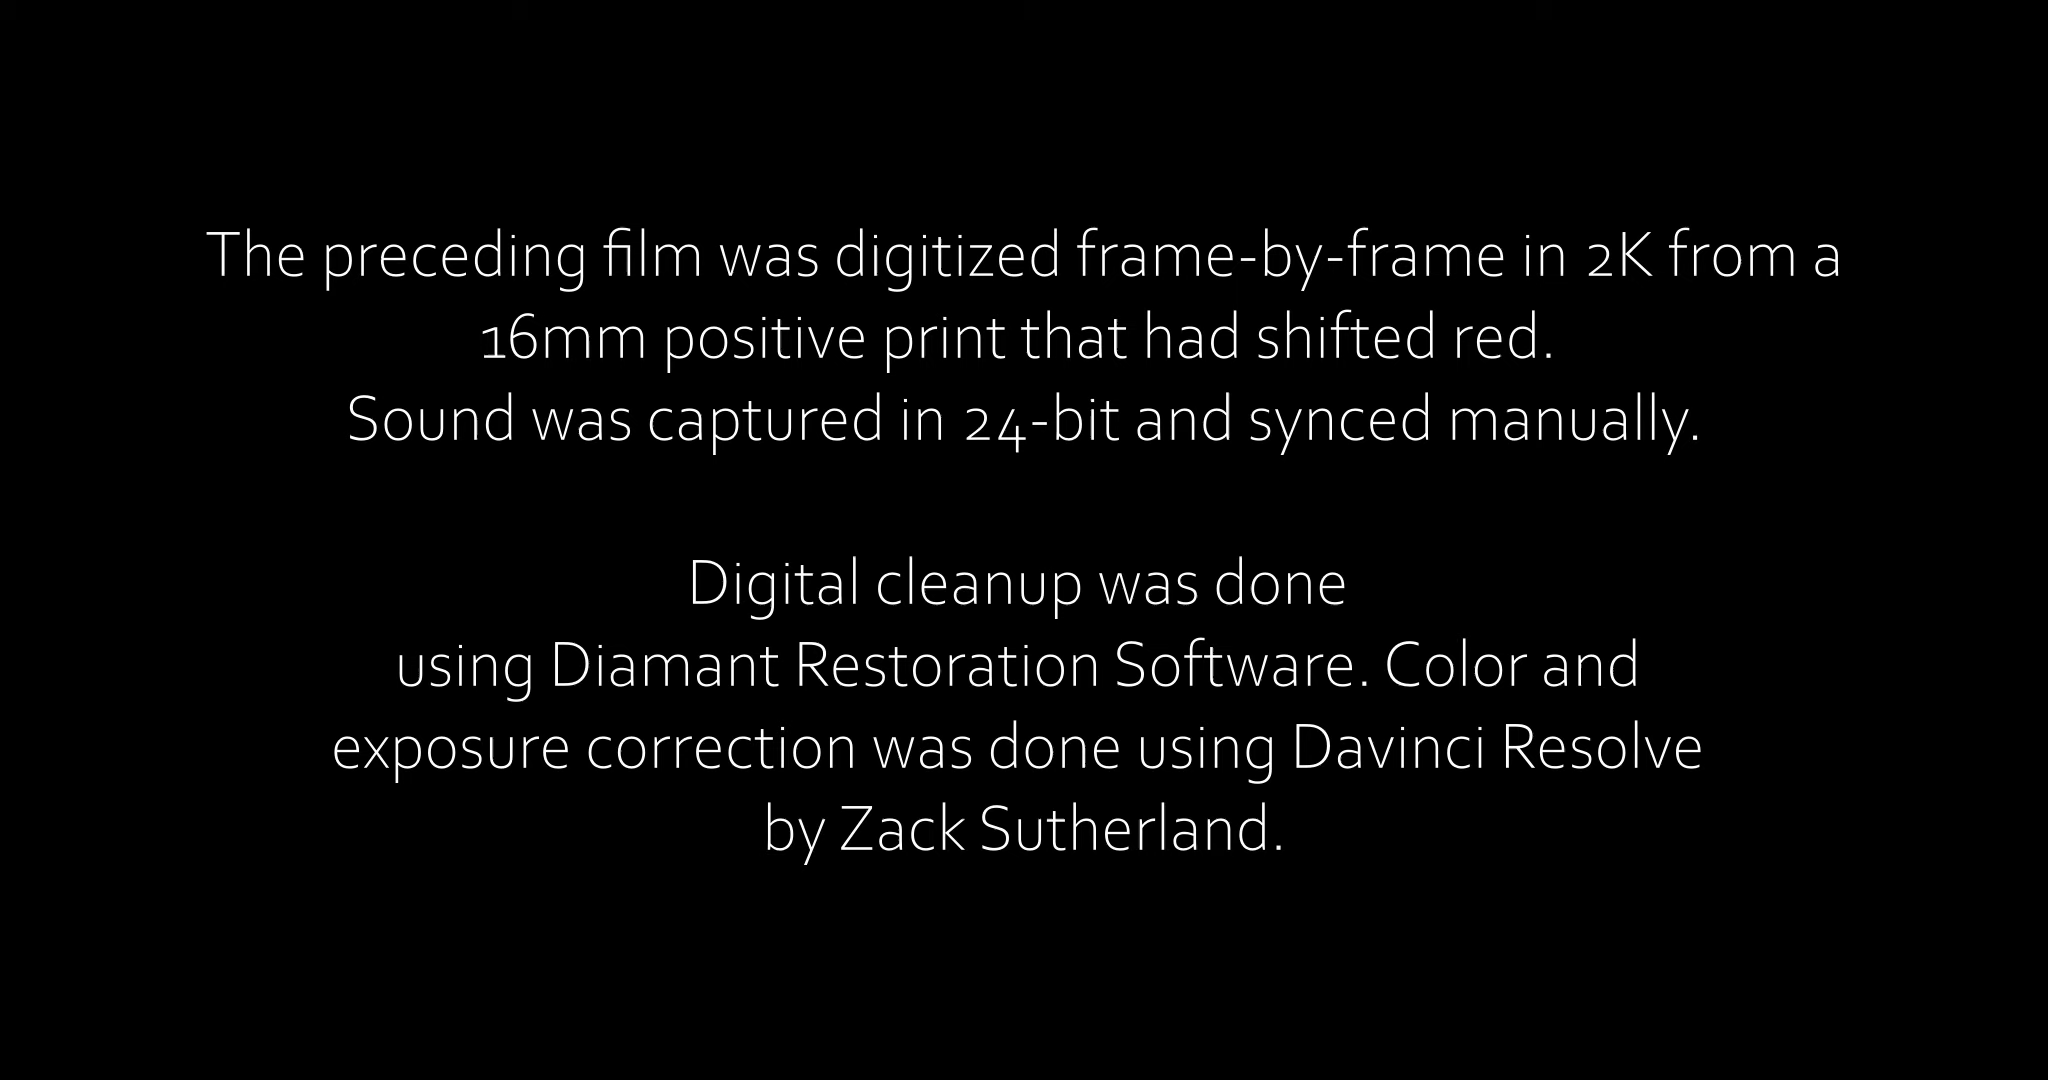 The preceding film was digitized frame-by-frame in 2K from a
16mm positive print that had shifted red.
Sound was captured in 24-bit and synced manually.
Digital cleanup was done
using Diamant Restoration Software. Color and
exposure correction was done using Davinci Resolve
by Zack Sutherland.